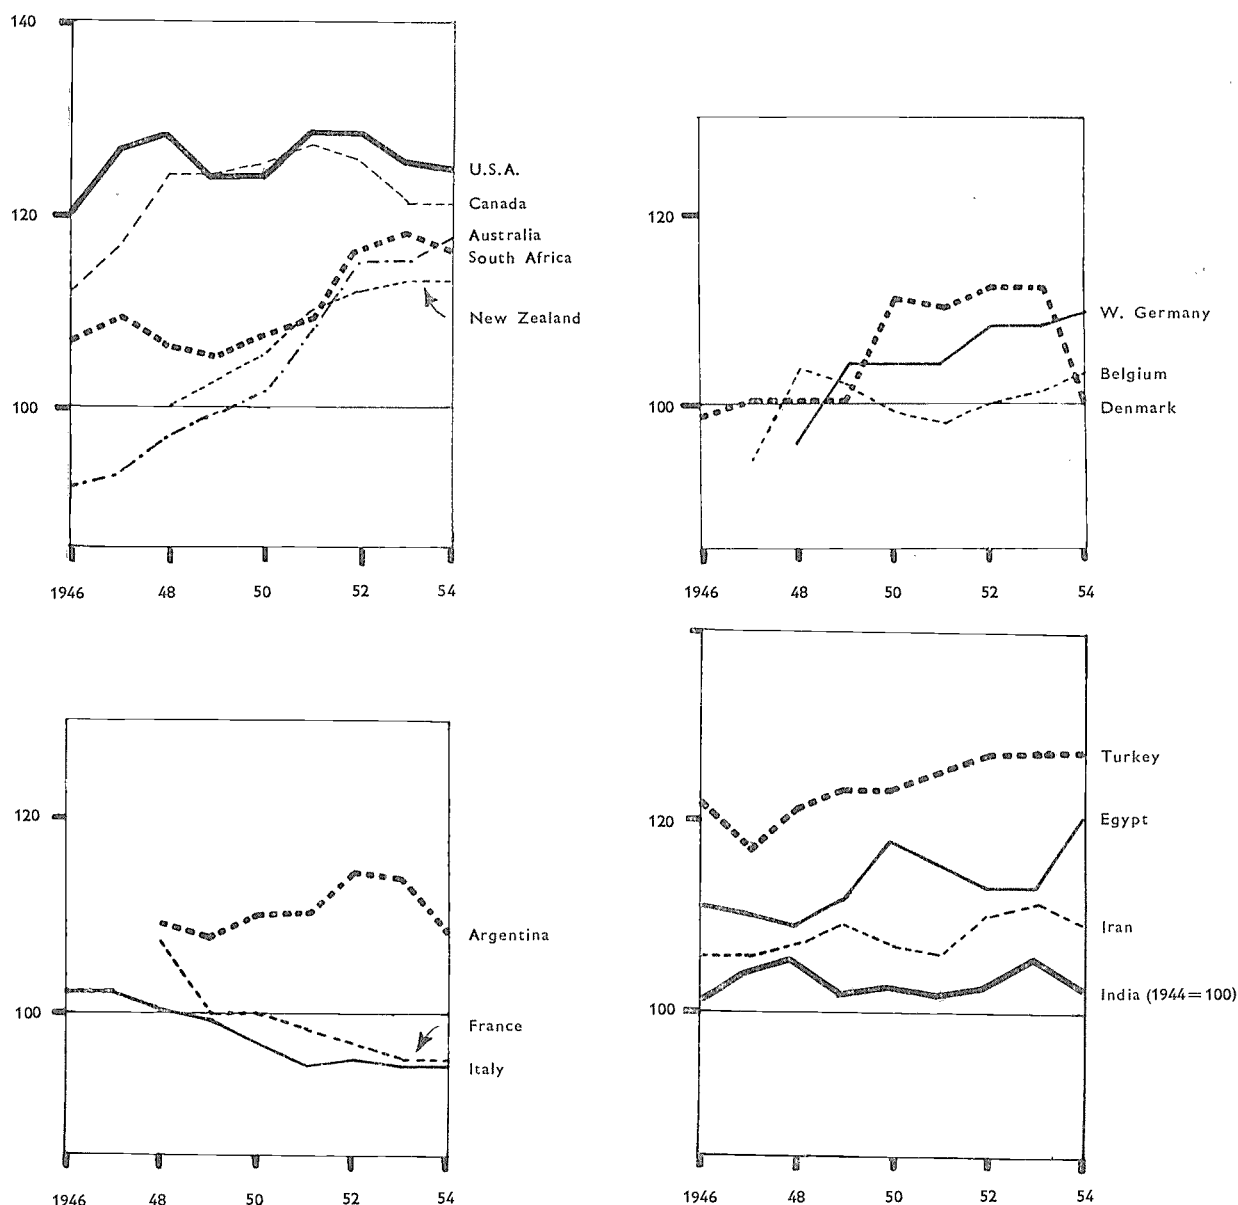 140
120
100
U.S.A.
Canada
Australia
South Africa
New Zealand
1946 48 50 52 54
120
100
W. Germany
Belgium
Denmark
1946 48 50 52 54
120
100
Argentina
France
Italy
1946 48 50 52 54
120
100
Turkey
Egypt
Iran
India (1944=100)
1946 48 50 52 54